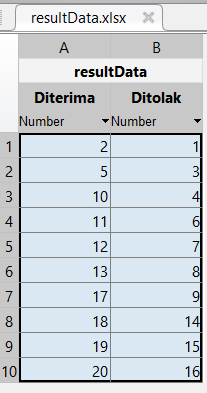 resultData.xlsx
A B
resultData
Diterima Ditolak
Number Number
1 2 1
2 5 3
3 10 4
4 11 6
5 12 7
6 13 8
7 17 9
8 18 14
9 19 15
10 20 16